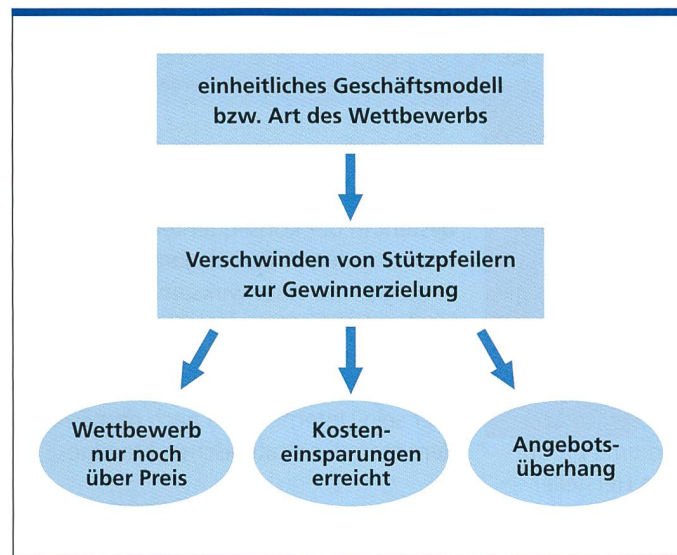 einheitliches Geschäftsmodell
bzw. Art des Wettbewerbs
Verschwinden von Stützpfeilern
zur Gewinnerzielung
Wettbewerb
nur noch
über Preis
Kosten-
einsparungen
erreicht
Angebots-
überhang